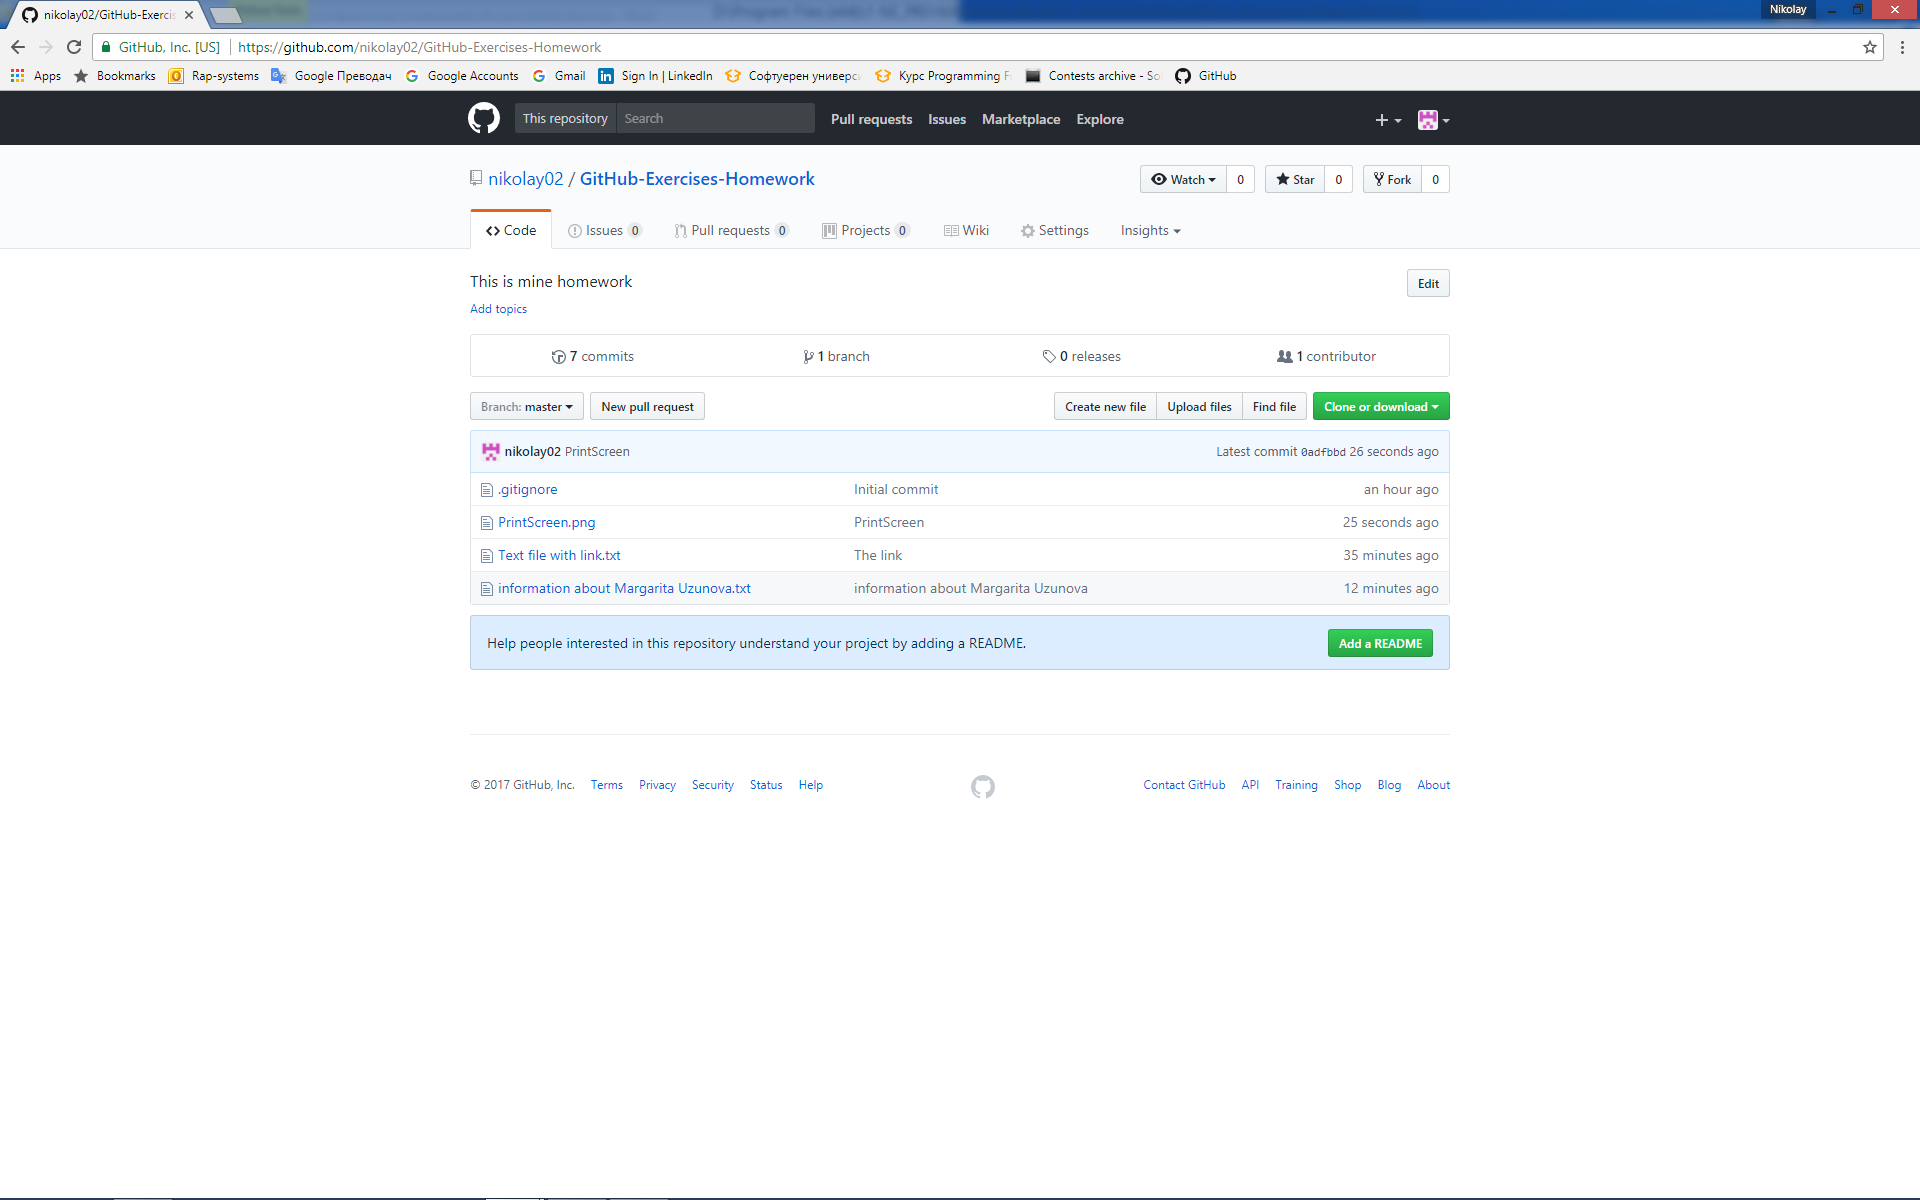 nikolay02/GitHub-Exercis
Nikolay
GitHub, Inc. [US] https://github.com/nikolay02/GitHub-Exercises-Homework
Apps Bookmarks Rap-systems Google Преводач Google Accounts Gmail Sign In | LinkedIn Софтуерен универс Курс Programming F Contests archive - So GitHub
This repository Search Pull requests Issues Marketplace Explore
nikolay02 / GitHub-Exercises-Homework Watch 0 Star 0 Fork 0
Code Issues 0 Pull requests 0 Projects 0 Wiki Settings Insights
This is mine homework Edit
Add topics
7 commits 1 branch 0 releases 1 contributor
Branch: master New pull request Create new file Upload files Find file Clone or download
nikolay02 PrintScreen Latest commit 0adfbbd 26 seconds ago
.gitignore Initial commit an hour ago
PrintScreen.png PrintScreen 25 seconds ago
Text file with link.txt The link 35 minutes ago
information about Margarita Uzunova.txt information about Margarita Uzunova 12 minutes ago
Help people interested in this repository understand your project by adding a README. Add a README
© 2017 GitHub, Inc. Terms Privacy Security Status Help Contact GitHub API Training Shop Blog About